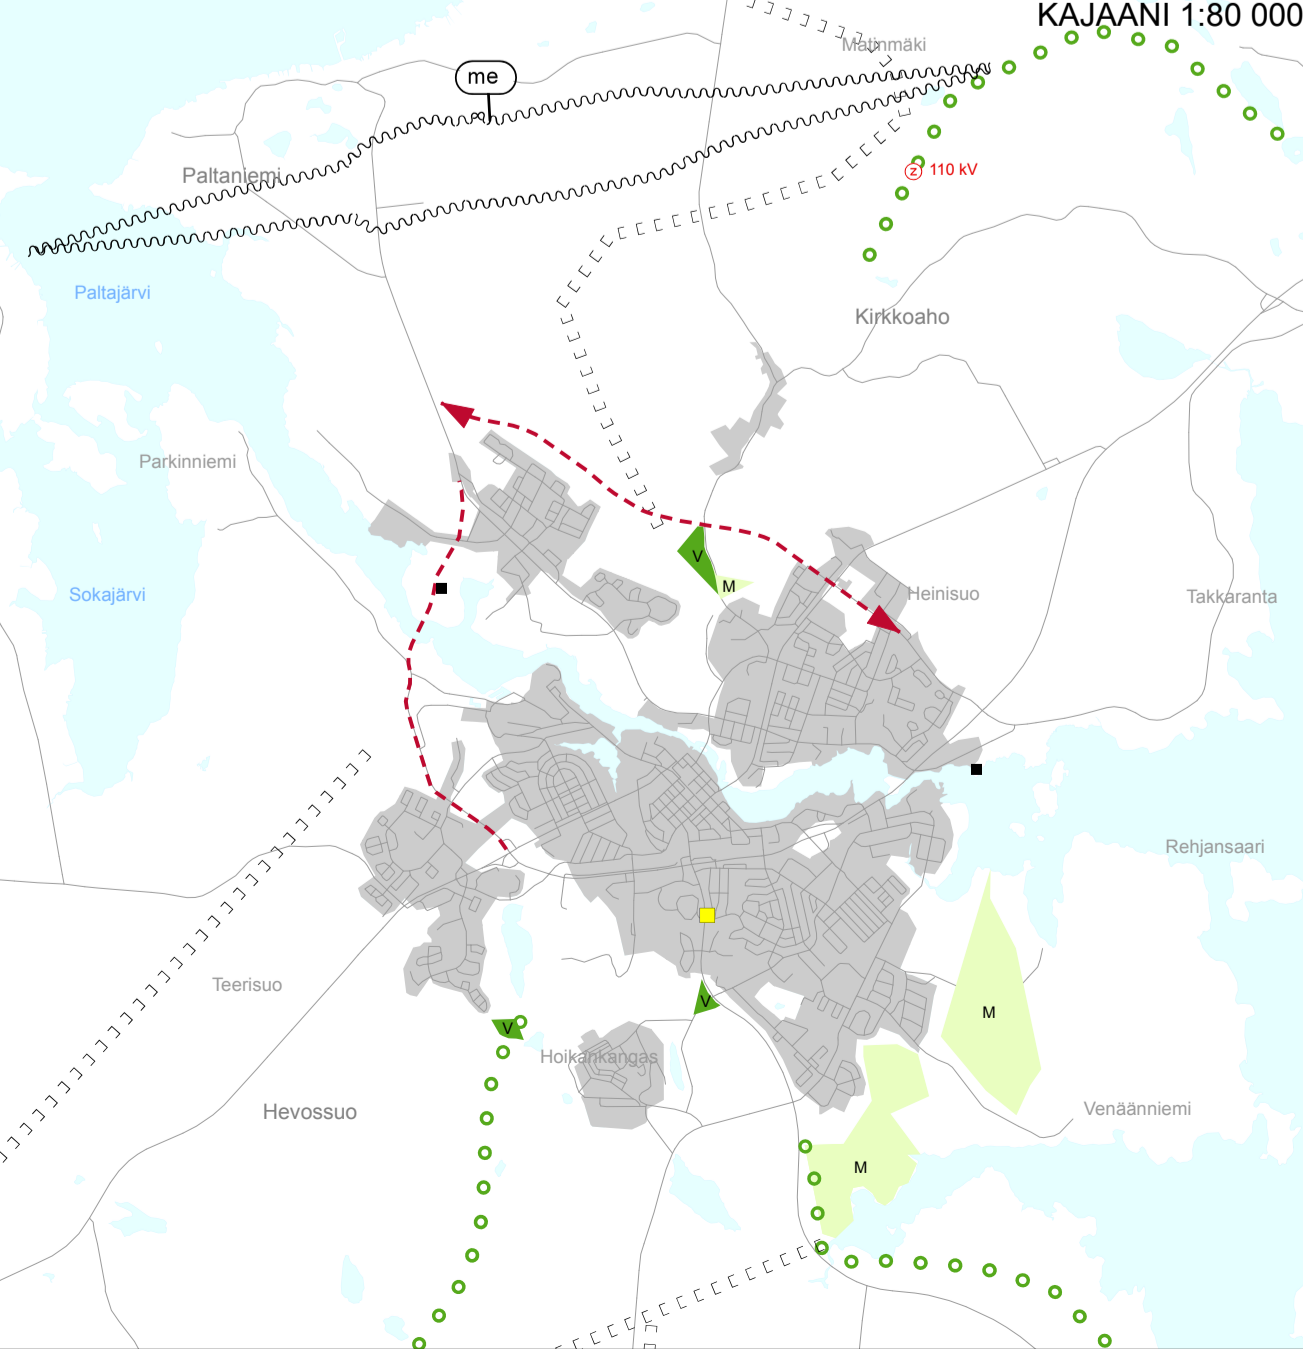 KAJAANI 1:80 000
Matinmäki
me
z 110 kV
Paltaniemi
Paltajärvi
Kirkkoaho
Parkinniemi
V
M
Heinisuo
Sokajärvi
Takkaranta
Rehjansaari
Teerisuo
V
M
V
Hoikankangas
Hevossuo
Venäänniemi
M